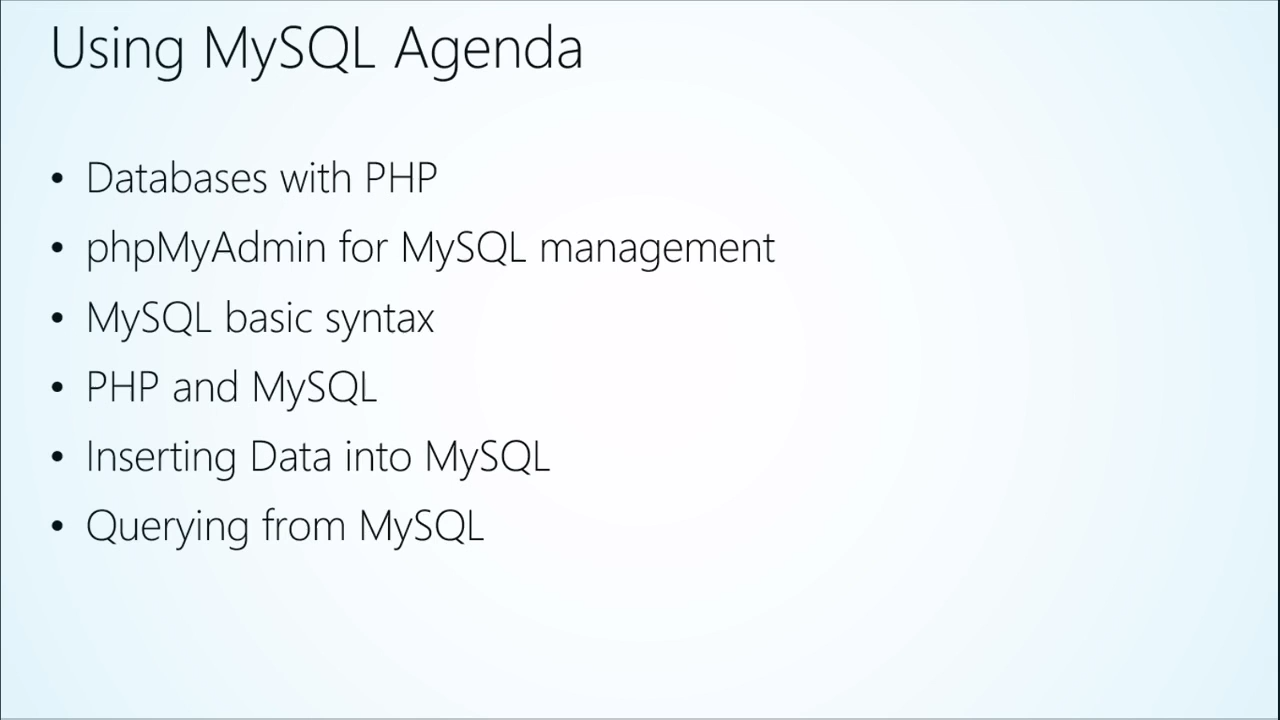 Using MySQL Agenda
• Databases with PHP
• phpMyAdmin for MySQL management
• MySQL basic syntax
• PHP and MySQL
• Inserting Data into MySQL
• Querying from MySQL